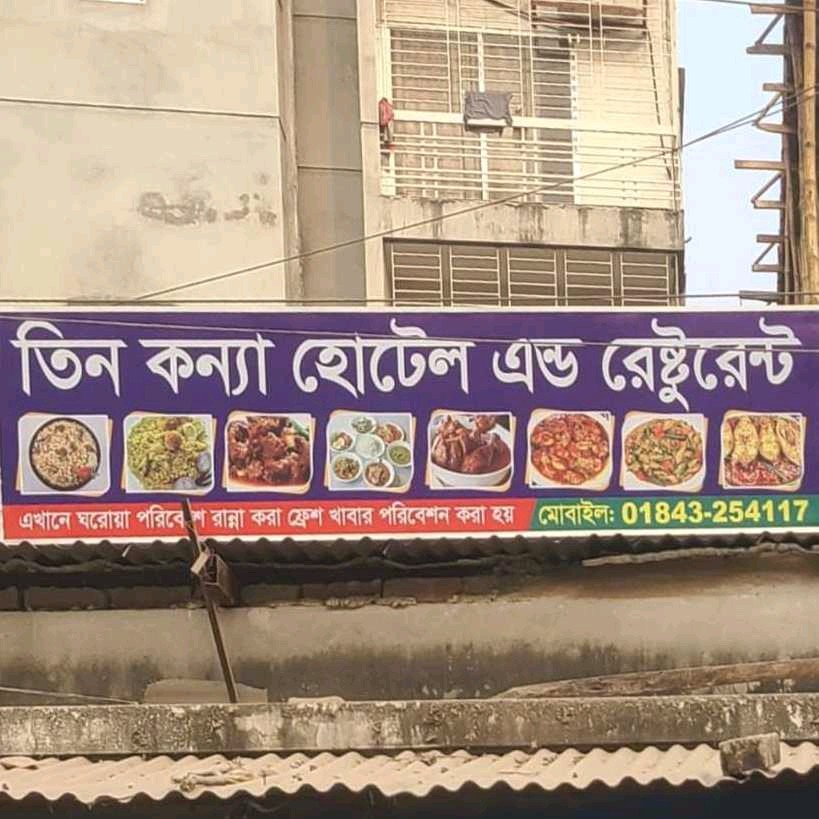 তিন কন্যা হোটেল এন্ড রেষ্টুরেন্ট
এখানে ঘরোয়া পরিবেশে রান্না করা ফ্রেশ খাবার পরিবেশন করা হয় মোবাইল: 01843-254117